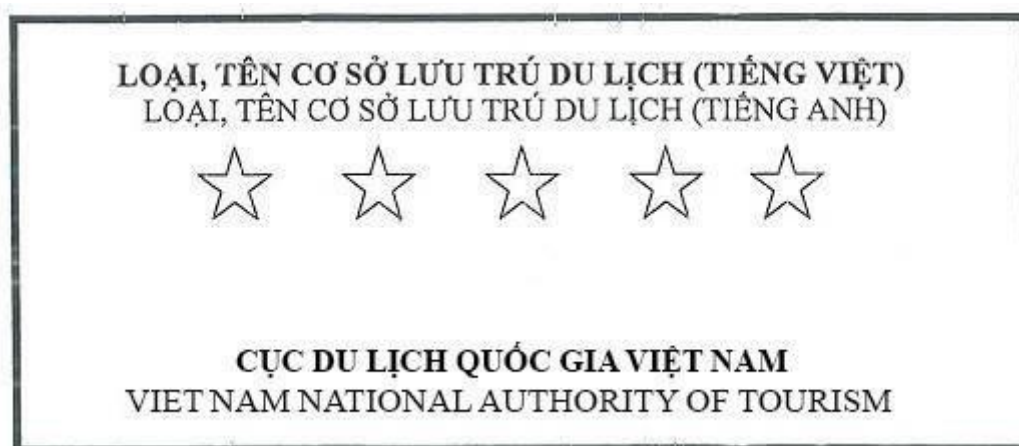 LOẠI, TÊN CƠ SỞ LƯU TRÚ DU LỊCH (TIẾNG VIỆT)
LOẠI, TÊN CƠ SỞ LƯU TRÚ DU LỊCH (TIẾNG ANH)
CỤC DU LỊCH QUỐC GIA VIỆT NAM
VIET NAM NATIONAL AUTHORITY OF TOURISM